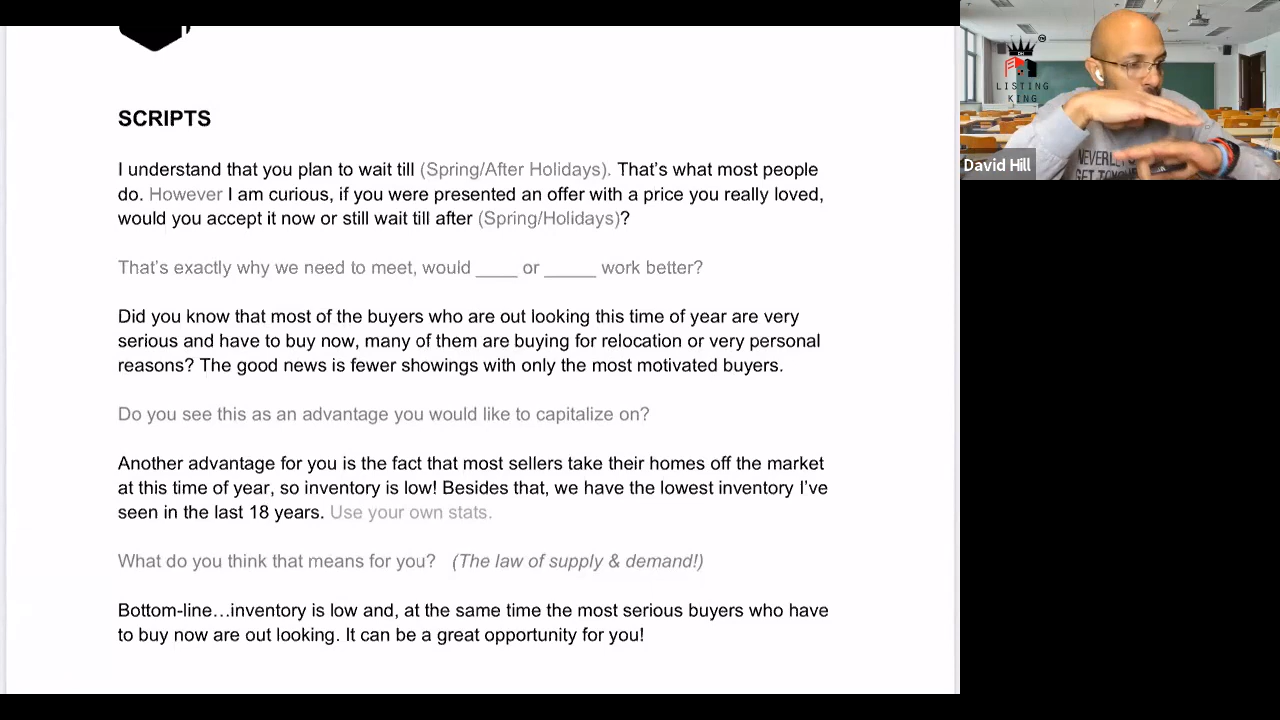 SCRIPTS
I understand that you plan to wait till (Spring/After Holidays). That’s what most people
do. However I am curious, if you were presented an offer with a price you really loved,
would you accept it now or still wait till after (Spring/Holidays)?
That’s exactly why we need to meet, would ____ or _____ work better?
Did you know that most of the buyers who are out looking this time of year are very
serious and have to buy now, many of them are buying for relocation or very personal
reasons? The good news is fewer showings with only the most motivated buyers.
Do you see this as an advantage you would like to capitalize on?
Another advantage for you is the fact that most sellers take their homes off the market
at this time of year, so inventory is low! Besides that, we have the lowest inventory I’ve
seen in the last 18 years. Use your own stats.
What do you think that means for you? (The law of supply & demand!)
Bottom-line…inventory is low and, at the same time the most serious buyers who have
to buy now are out looking. It can be a great opportunity for you!
LISTING
KING
David Hill